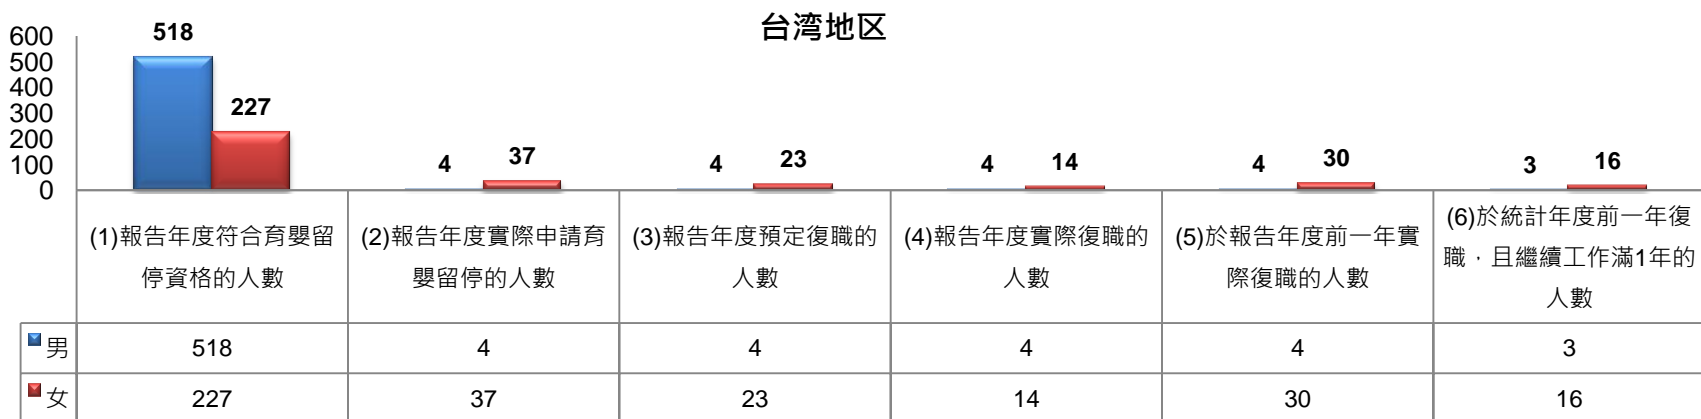 台湾地区
600
500
400
300
200
100
0
518
227
4
37
4
23
4
14
4
30
3
16
(1)報告年度符合育嬰留
停資格的人數
(2)報告年度實際申請育
嬰留停的人數
(3)報告年度預定復職的
人數
(4)報告年度實際復職的
人數
(5)於報告年度前一年實
際復職的人數
(6)於統計年度前一年復
職，且繼續工作滿1年的
人數
男 518 4 4 4 4 3
女 227 37 23 14 30 16